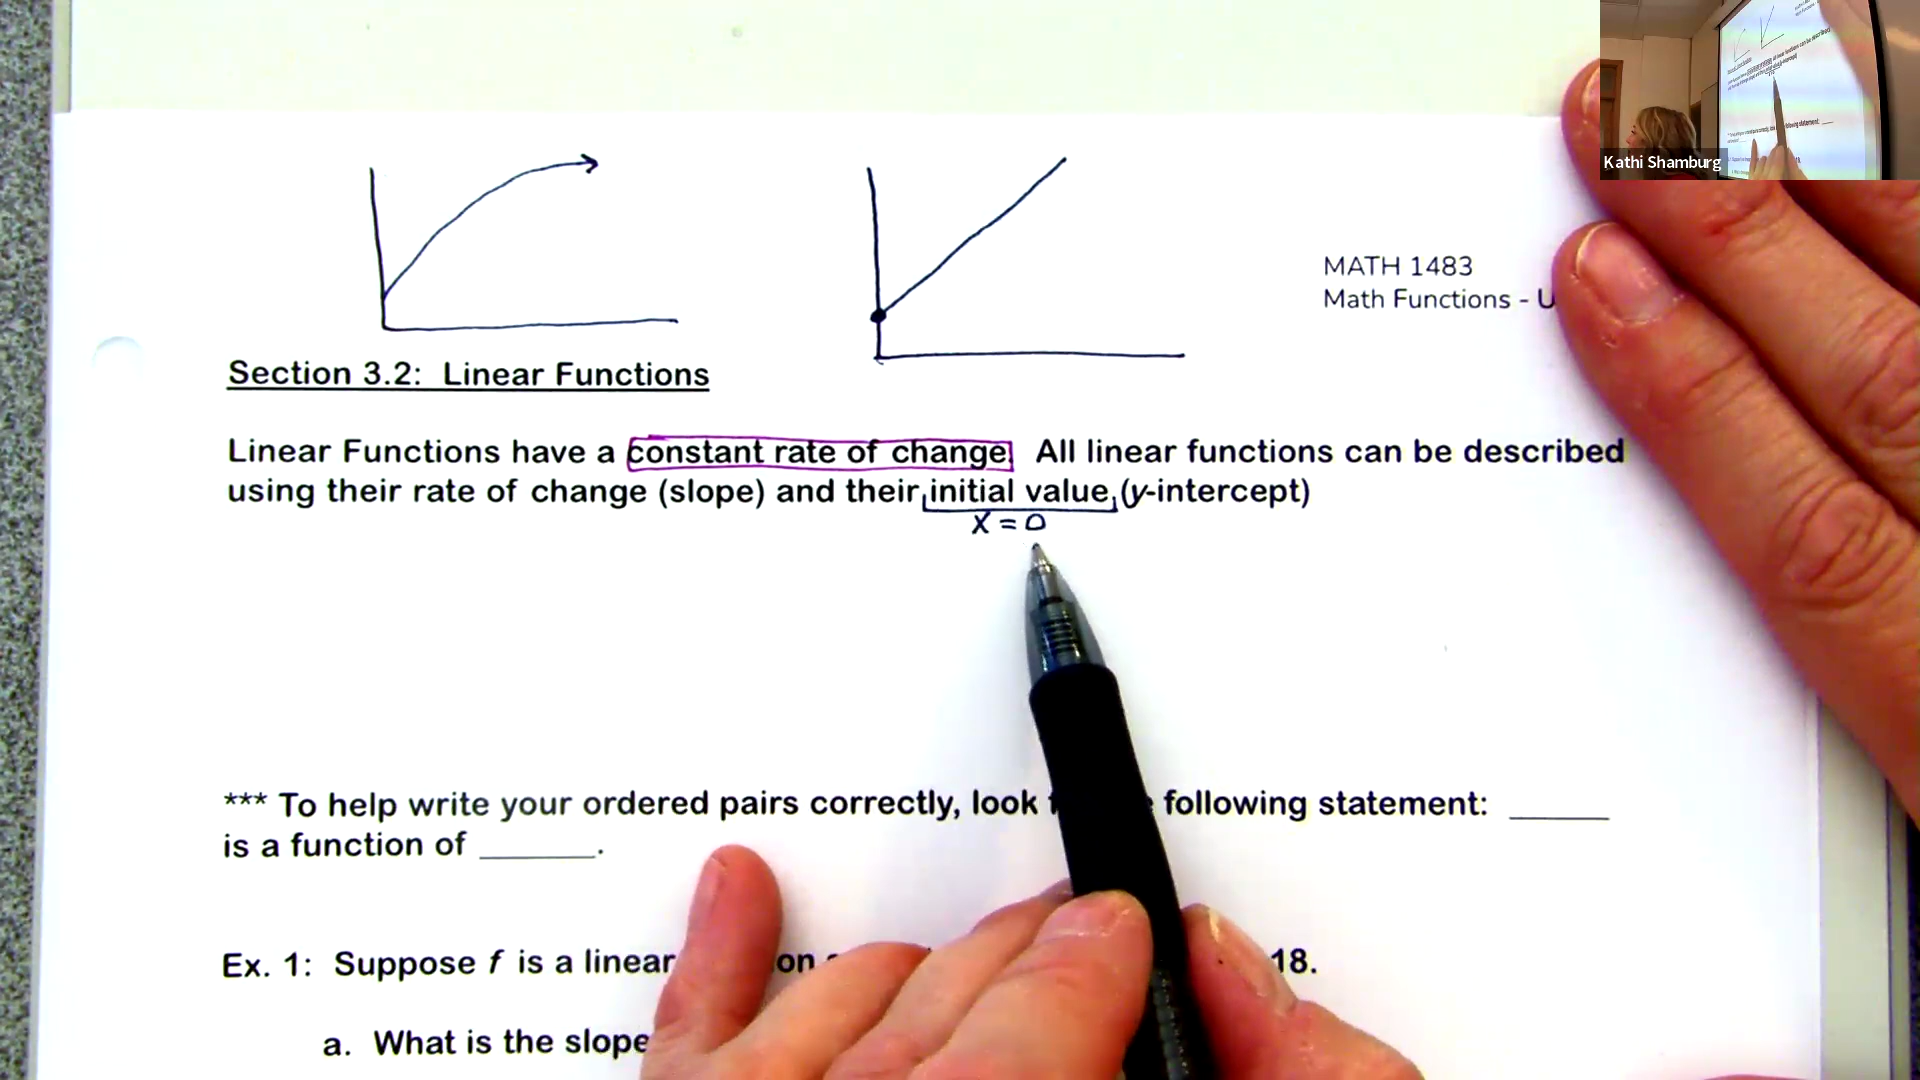 Kathi Shamburg
MATH 1483
Math Functions - U
Section 3.2: Linear Functions
Linear Functions have a constant rate of change. All linear functions can be described
using their rate of change (slope) and their initial value (y-intercept)
x = 0
*** To help write your ordered pairs correctly, look following statement: ______
is a function of _______.
Ex. 1: Suppose f is a linear on 18.
a. What is the slope